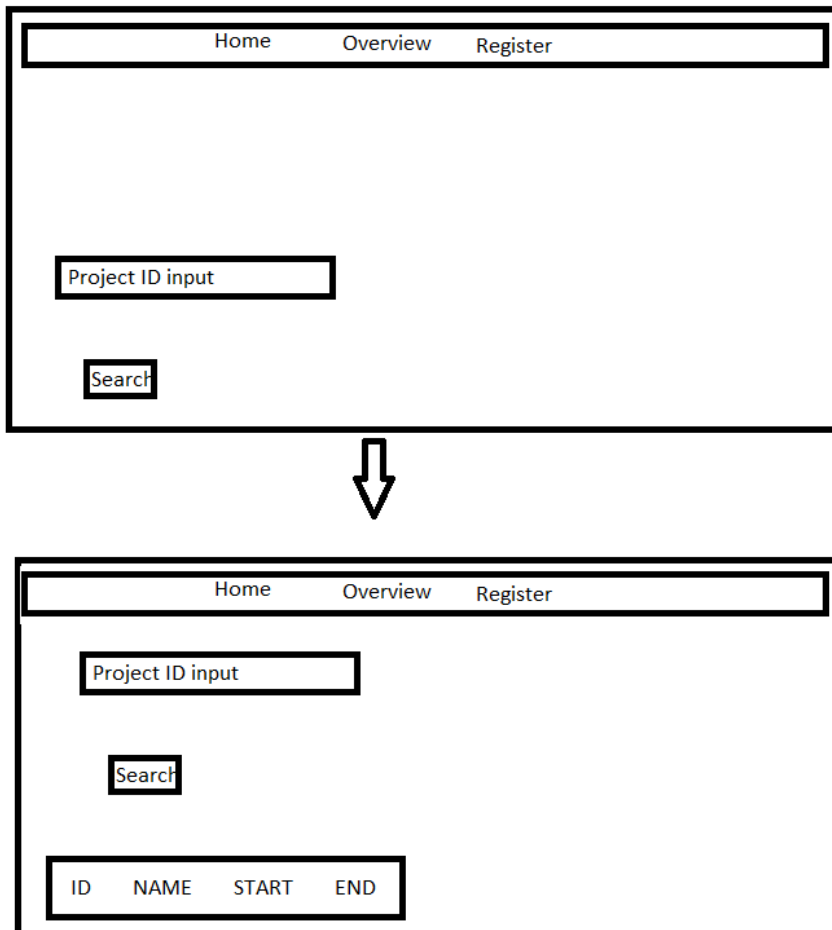 Home Overview Register
Project ID input
Search
Home Overview Register
Project ID input
Search
ID NAME START END